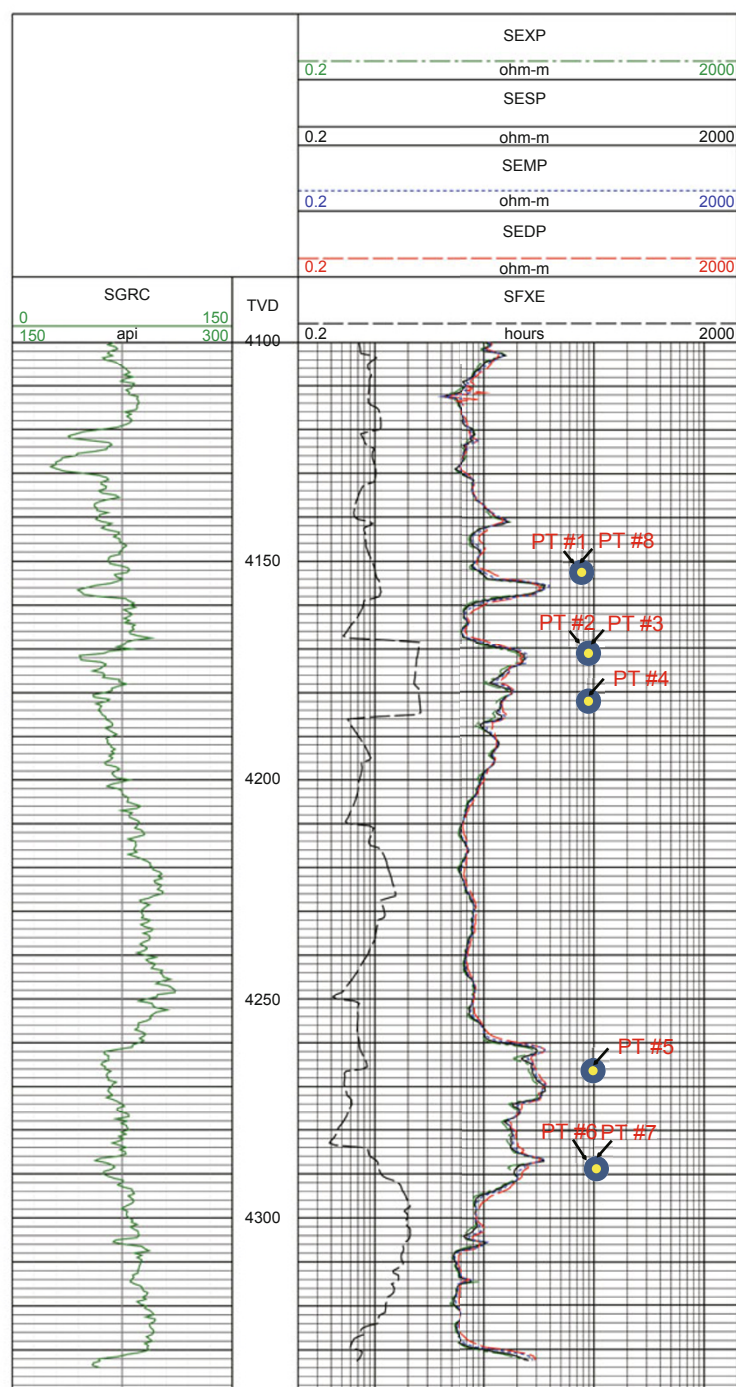 SEXP
0.2 ohm-m 2000
SESP
0.2 ohm-m 2000
SEMP
0.2 ohm-m 2000
SEDP
0.2 ohm-m 2000
SGRC
TVD
SFXE
0 150
150 api 300
0.2 hours 2000
4100
PT #1 PT #8
4150
PT #2 PT #3
PT #4
4200
4250
PT #5
PT #6 PT #7
4300